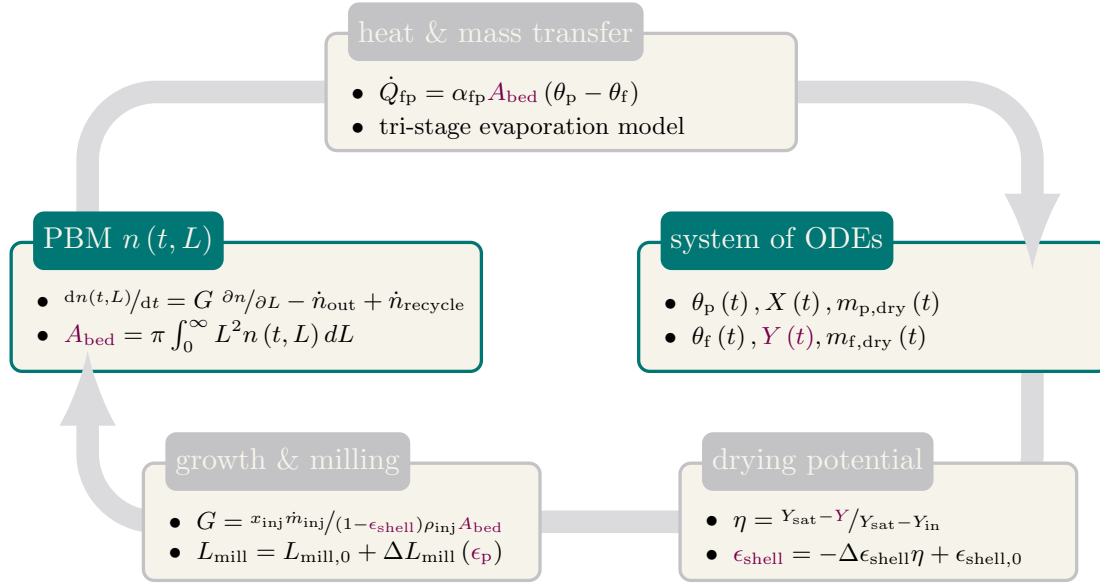 heat & mass transfer
• Q̇_fp = α_fp A_bed (θ_p − θ_f)
• tri-stage evaporation model
PBM n (t, L)
• dn(t,L)/dt = G ∂n/∂L − ṅ_out + ṅ_recycle
• A_bed = π ∫_0^∞ L² n (t, L) dL
system of ODEs
• θ_p (t) , X (t) , m_p,dry (t)
• θ_f (t) , Y (t), m_f,dry (t)
growth & milling
• G = x_inj ṁ_inj/(1−ϵ_shell)ρ_inj A_bed
• L_mill = L_mill,0 + ΔL_mill (ϵ_p)
drying potential
• η = Y_sat−Y/Y_sat−Y_in
• ϵ_shell = −Δϵ_shell η + ϵ_shell,0